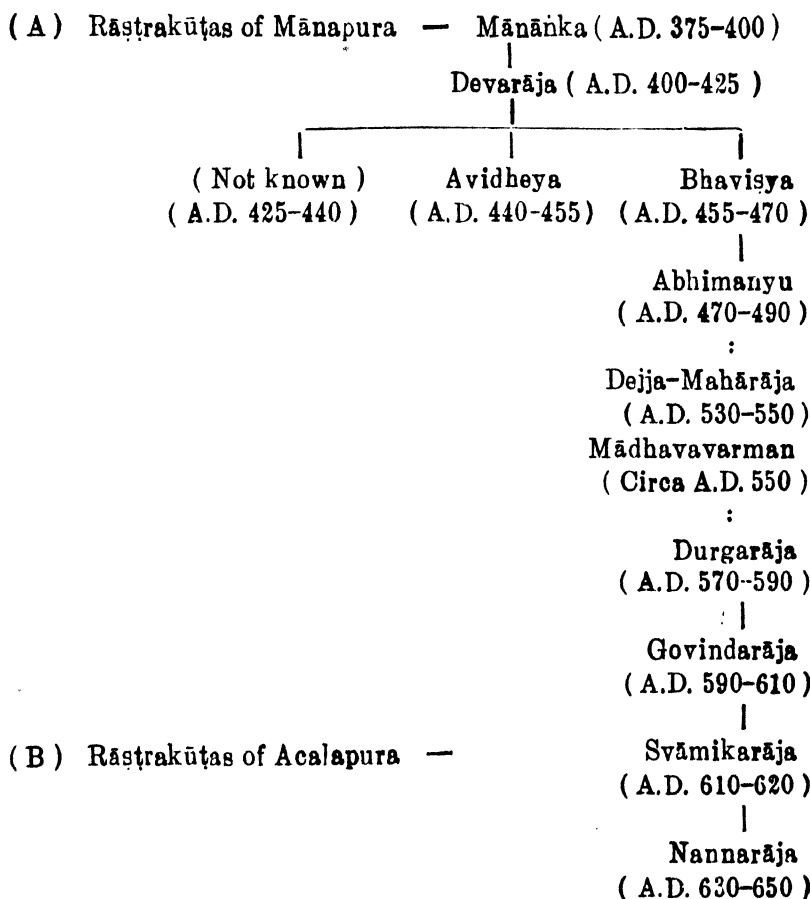 (A) Rāṣṭrakūṭas of Mānapura — Mānāṅka (A.D. 375-400)
Devarāja (A.D. 400-425)
(Not known) Avidheya Bhaviṣya
(A.D. 425-440) (A.D. 440-455) (A.D. 455-470)
Abhimanyu
(A.D. 470-490)
:
Dejja-Mahārāja
(A.D. 530-550)
Mādhavavarman
(Circa A.D. 550)
:
Durgarāja
(A.D. 570-590)
Govindarāja
(A.D. 590-610)
(B) Rāṣṭrakūṭas of Acalapura — Svāmikarāja
(A.D. 610-620)
Nannarāja
(A.D. 630-650)